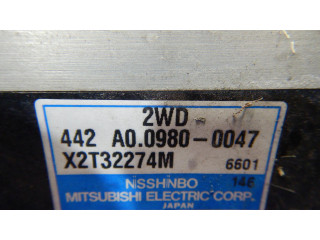 2WD
442 A0.0980-0047
X2T32274M 6601
NISSHINBO 146
MITSUBISHI ELECTRIC CORP.
JAPAN